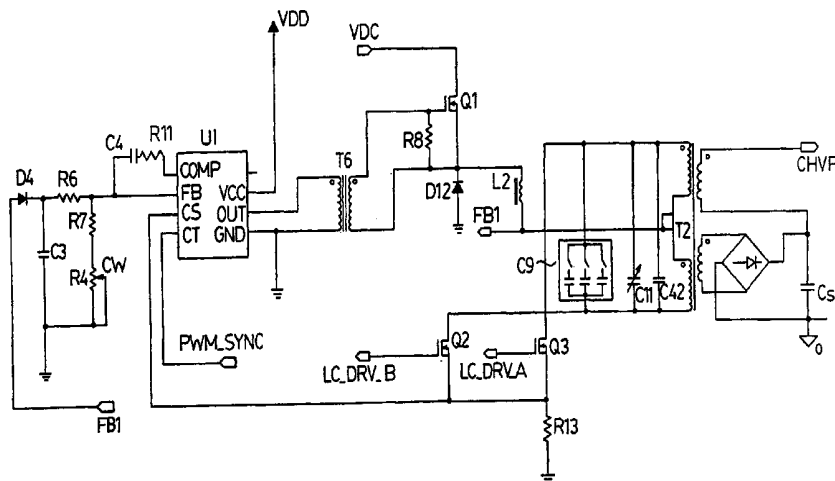 VDD
VDC
Q1
C4
R11
U1
R8
T6
D4
R6
COMP
FB
VCC
CS
OUT
CT
GND
R7
C3
CW
R4
D12
L2
FB1
T2
CHVF
C9
C11
C42
Cs
0
PWM_SYNC
Q2
Q3
LC_DRV_B
LC_DRV_A
R13
FB1